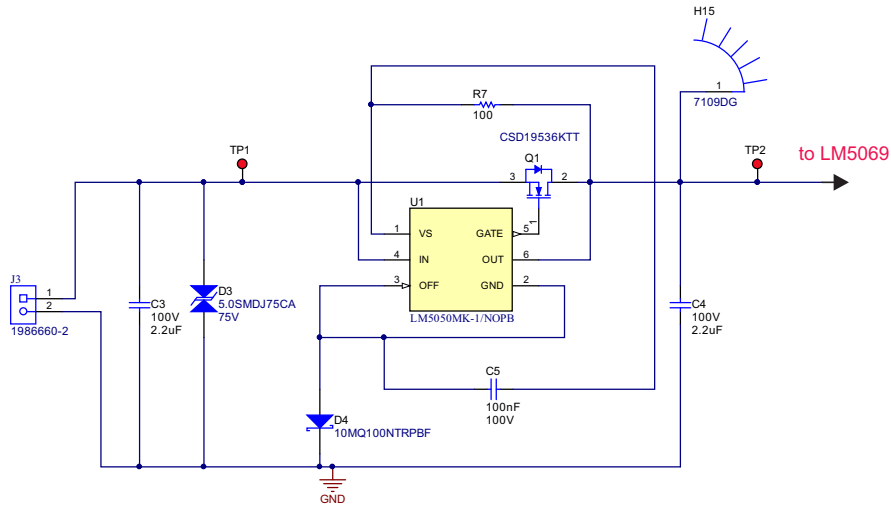 H15
1
7109DG
R7
100
CSD19536KTT
TP1
Q1
TP2
to LM5069
3
2
1
U1
1
VS
GATE
5
4
IN
OUT
6
3
OFF
GND
2
LM5050MK-1/NOPB
J3
1
2
1986660-2
C3
100V
2.2uF
D3
5.0SMDJ75CA
75V
C4
100V
2.2uF
C5
100nF
100V
D4
10MQ100NTRPBF
GND